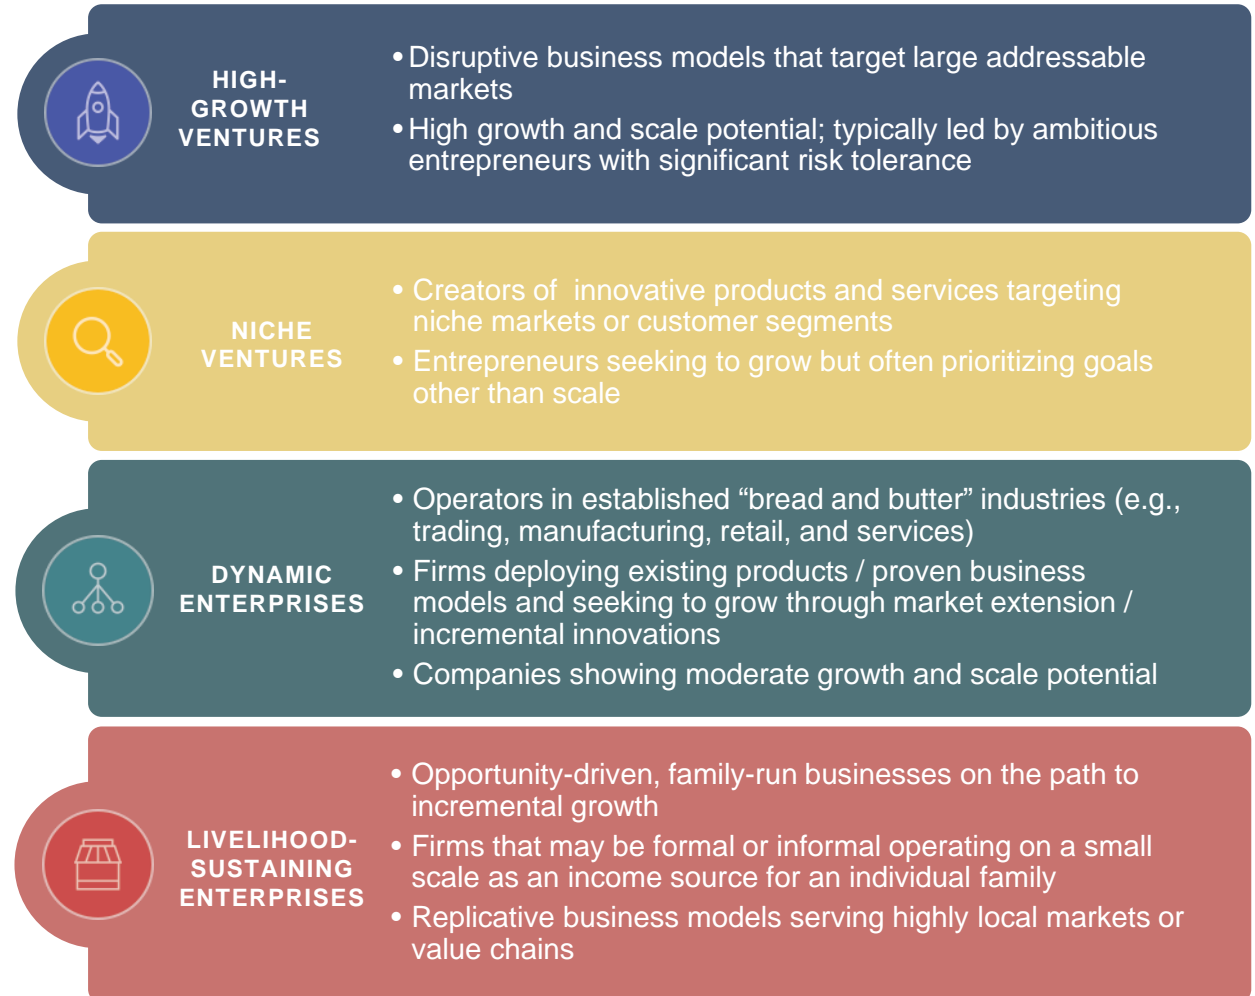 HIGH-
GROWTH
VENTURES
• Disruptive business models that target large addressable
markets
• High growth and scale potential; typically led by ambitious
entrepreneurs with significant risk tolerance
NICHE
VENTURES
• Creators of  innovative products and services targeting
niche markets or customer segments
• Entrepreneurs seeking to grow but often prioritizing goals
other than scale
DYNAMIC
ENTERPRISES
• Operators in established “bread and butter” industries (e.g.,
trading, manufacturing, retail, and services)
• Firms deploying existing products / proven business
models and seeking to grow through market extension /
incremental innovations
• Companies showing moderate growth and scale potential
LIVELIHOOD-
SUSTAINING
ENTERPRISES
• Opportunity-driven, family-run businesses on the path to
incremental growth
• Firms that may be formal or informal operating on a small
scale as an income source for an individual family
• Replicative business models serving highly local markets or
value chains